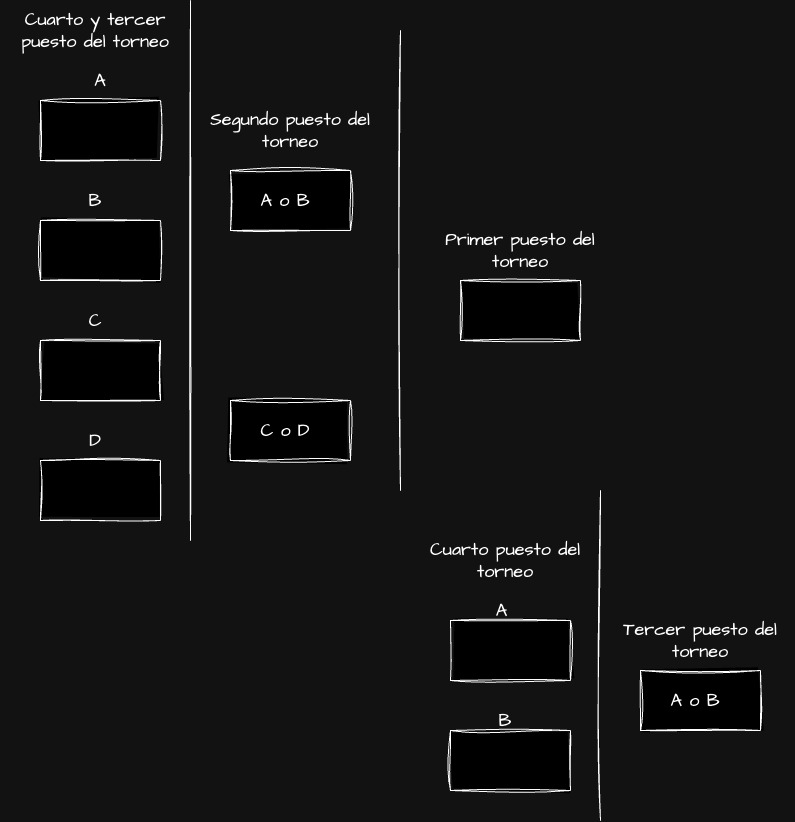 Cuarto y tercer
puesto del torneo
A
B
C
D
Segundo puesto del
torneo
A o B
C o D
Primer puesto del
torneo
Cuarto puesto del
torneo
A
B
Tercer puesto del
torneo
A o B